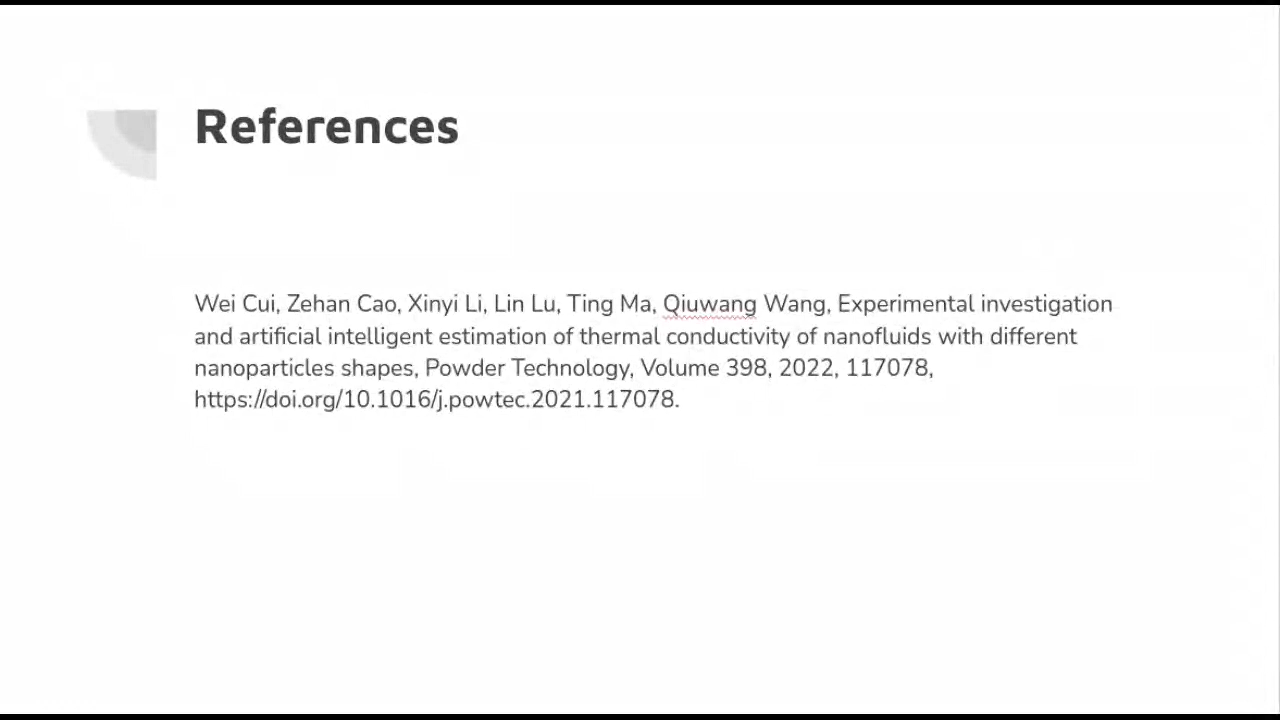 References
Wei Cui, Zehan Cao, Xinyi Li, Lin Lu, Ting Ma, Qiuwang Wang, Experimental investigation
and artificial intelligent estimation of thermal conductivity of nanofluids with different
nanoparticles shapes, Powder Technology, Volume 398, 2022, 117078,
https://doi.org/10.1016/j.powtec.2021.117078.